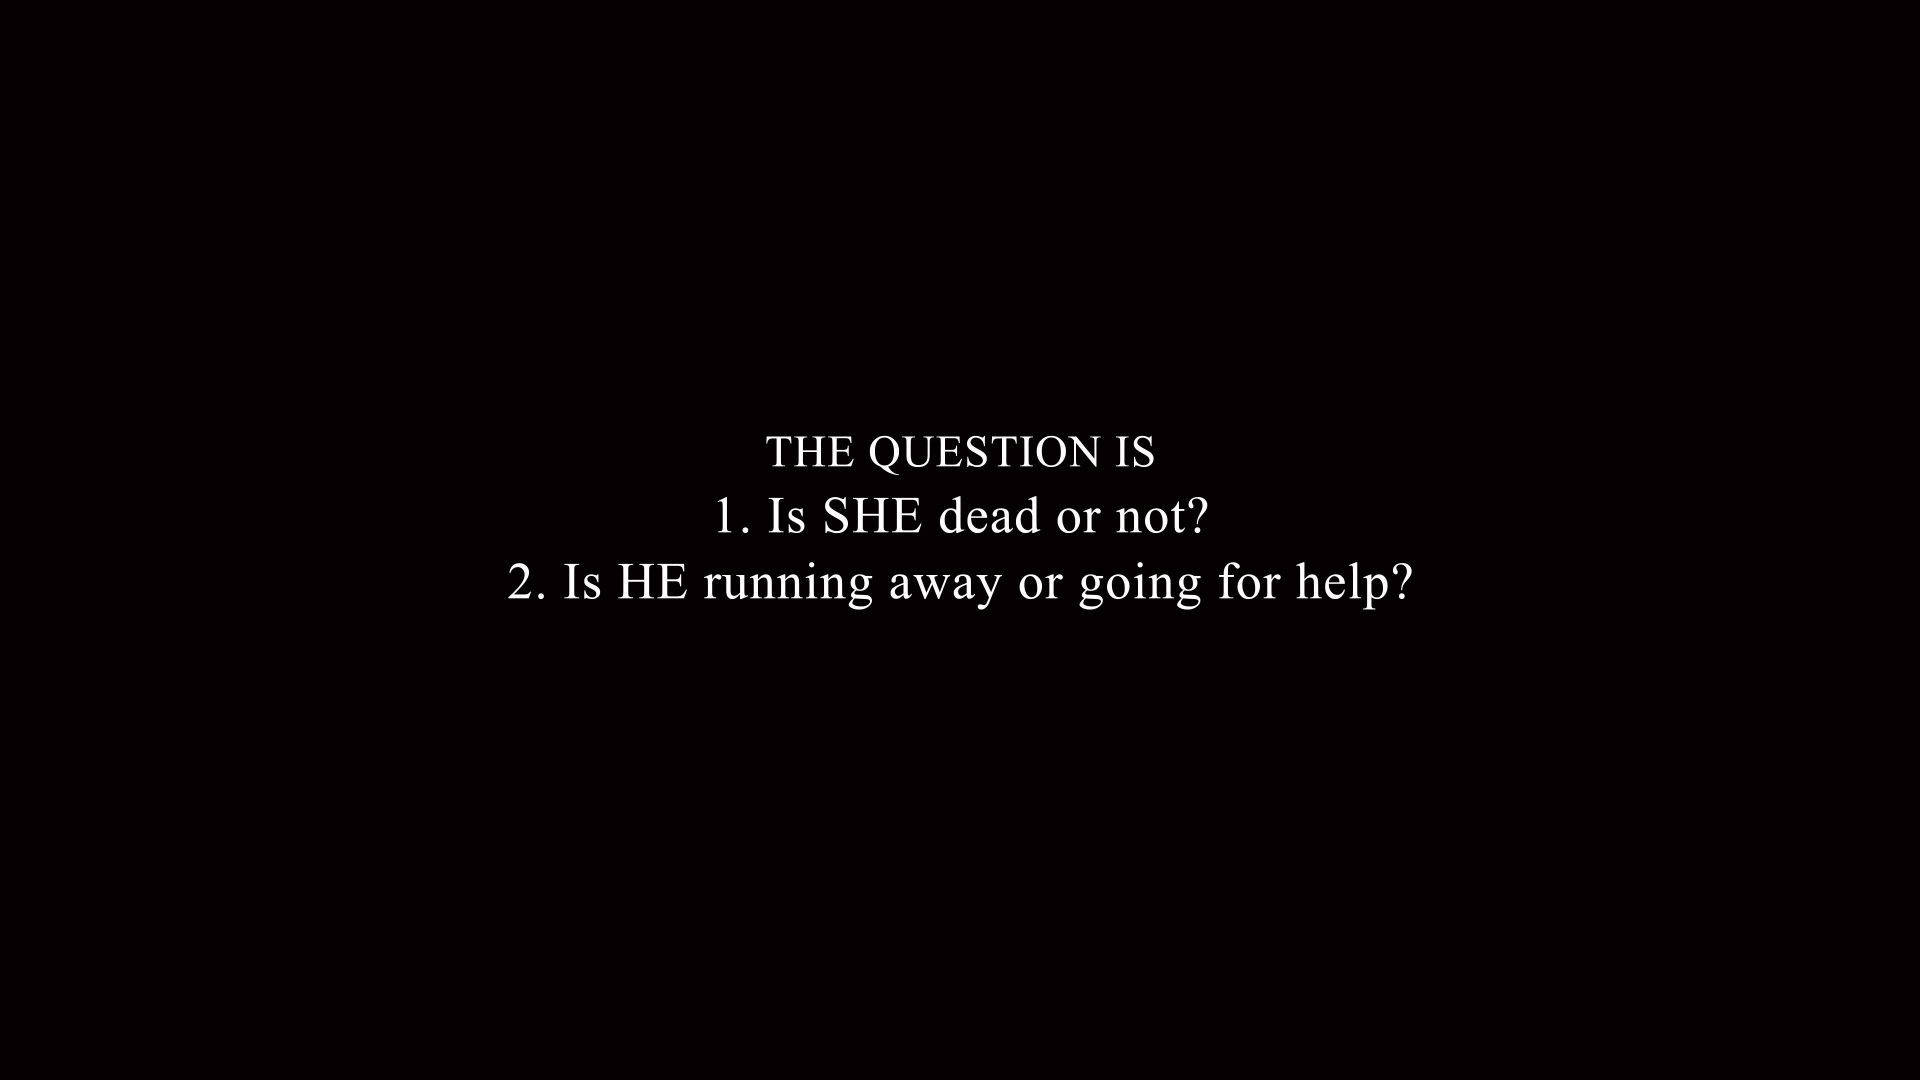 THE QUESTION IS
1. Is SHE dead or not?
2. Is HE running away or going for help?